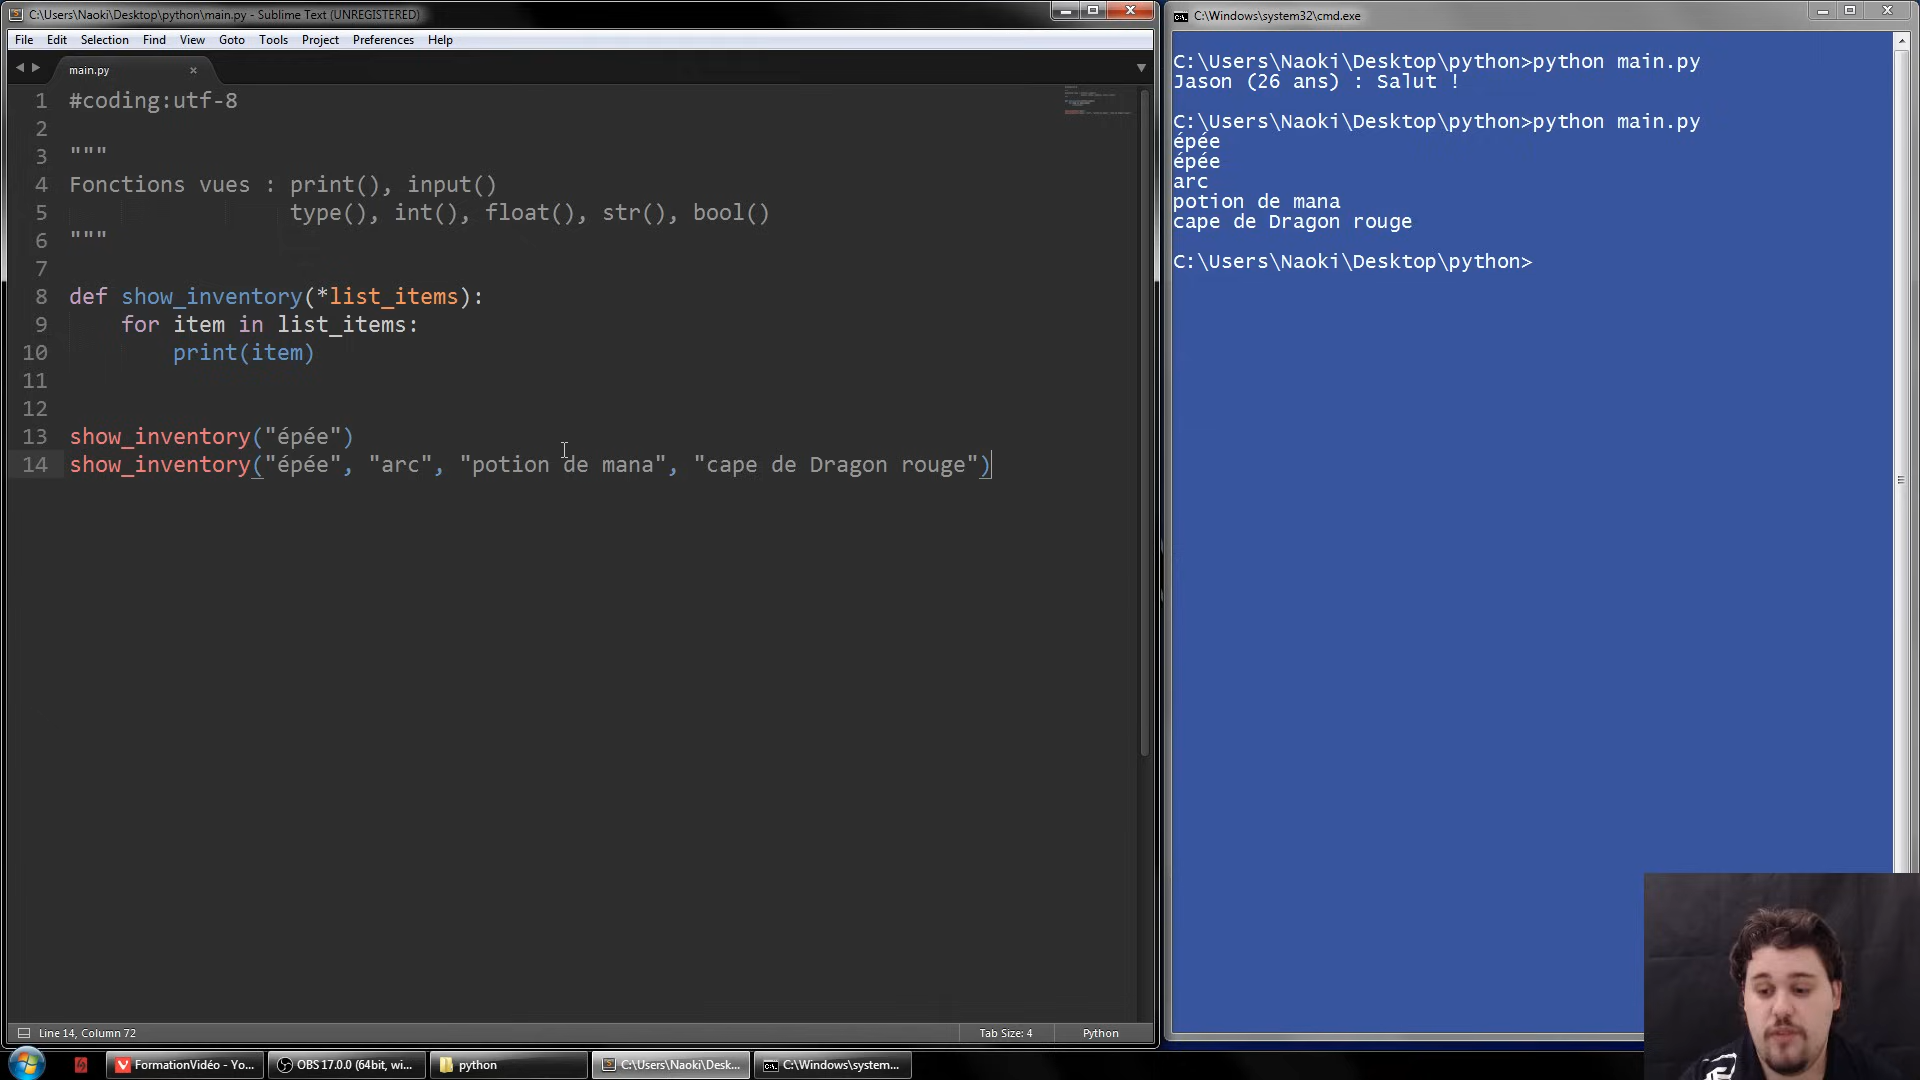 C:\Users\Naoki\Desktop\python\main.py - Sublime Text (UNREGISTERED)
File Edit Selection Find View Goto Tools Project Preferences Help
main.py
1 #coding:utf-8
2
3 """
4 Fonctions vues : print(), input()
5 type(), int(), float(), str(), bool()
6 """
7
8 def show_inventory(*list_items):
9 for item in list_items:
10 print(item)
11
12
13 show_inventory("épée")
14 show_inventory("épée", "arc", "potion de mana", "cape de Dragon rouge")
Line 14, Column 72
Tab Size: 4
Python
C:\Windows\system32\cmd.exe
C:\Users\Naoki\Desktop\python>python main.py
Jason (26 ans) : Salut !
C:\Users\Naoki\Desktop\python>python main.py
épée
épée
arc
potion de mana
cape de Dragon rouge
C:\Users\Naoki\Desktop\python>
FormationVidéo - Yo...
OBS 17.0.0 (64bit, wi...
python
C:\Users\Naoki\Desk...
C:\Windows\system...